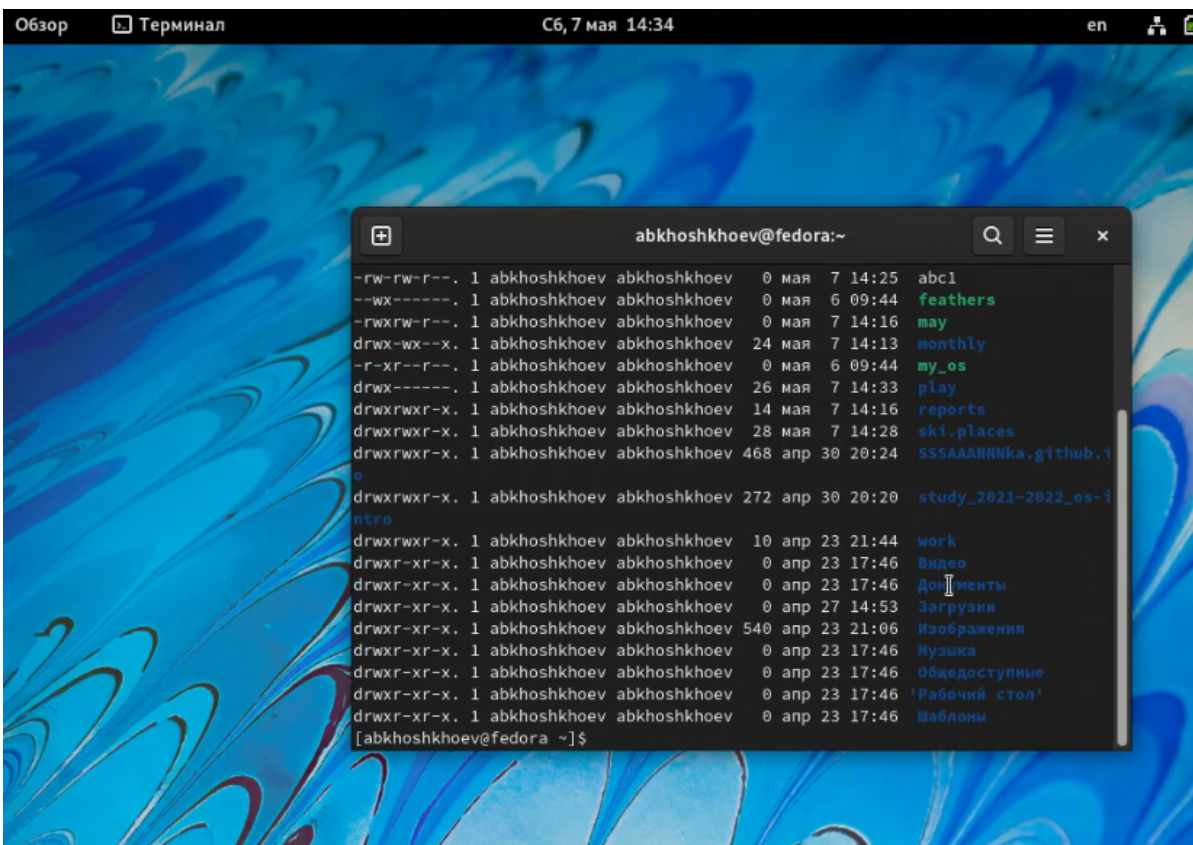 Обзор Терминал Сб, 7 мая 14:34 en
abkhoshkhoev@fedora:~
-rw-rw-r--. 1 abkhoshkhoev abkhoshkhoev 0 мая 7 14:25 abc1
--wx------. 1 abkhoshkhoev abkhoshkhoev 0 мая 6 09:44 feathers
-rwxrw-r--. 1 abkhoshkhoev abkhoshkhoev 0 мая 7 14:16 may
drwx-wx--x. 1 abkhoshkhoev abkhoshkhoev 24 мая 7 14:13 monthly
-r-xr--r--. 1 abkhoshkhoev abkhoshkhoev 0 мая 6 09:44 my_os
drwx------. 1 abkhoshkhoev abkhoshkhoev 26 мая 7 14:33 play
drwxrwxr-x. 1 abkhoshkhoev abkhoshkhoev 14 мая 7 14:16 reports
drwxrwxr-x. 1 abkhoshkhoev abkhoshkhoev 28 мая 7 14:28 ski.places
drwxrwxr-x. 1 abkhoshkhoev abkhoshkhoev 468 апр 30 20:24 SSSAAANNNka.github.i
o
drwxrwxr-x. 1 abkhoshkhoev abkhoshkhoev 272 апр 30 20:20 study_2021-2022_os-i
ntro
drwxrwxr-x. 1 abkhoshkhoev abkhoshkhoev 10 апр 23 21:44 work
drwxr-xr-x. 1 abkhoshkhoev abkhoshkhoev 0 апр 23 17:46 Видео
drwxr-xr-x. 1 abkhoshkhoev abkhoshkhoev 0 апр 23 17:46 Документы
drwxr-xr-x. 1 abkhoshkhoev abkhoshkhoev 0 апр 27 14:53 Загрузки
drwxr-xr-x. 1 abkhoshkhoev abkhoshkhoev 540 апр 23 21:06 Изображения
drwxr-xr-x. 1 abkhoshkhoev abkhoshkhoev 0 апр 23 17:46 Музыка
drwxr-xr-x. 1 abkhoshkhoev abkhoshkhoev 0 апр 23 17:46 Общедоступные
drwxr-xr-x. 1 abkhoshkhoev abkhoshkhoev 0 апр 23 17:46 'Рабочий стол'
drwxr-xr-x. 1 abkhoshkhoev abkhoshkhoev 0 апр 23 17:46 Шаблоны
[abkhoshkhoev@fedora ~]$